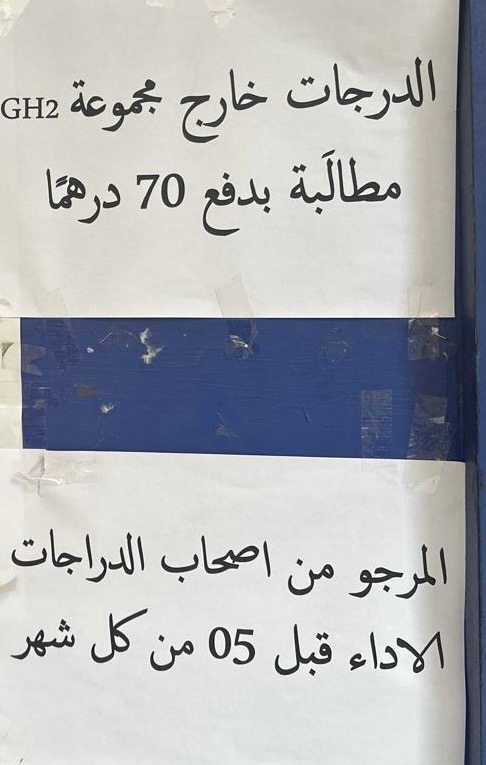 الدرجات خارج مجموعة GH2
مطالَبة بدفع 70 درهمًا
المرجو من اصحاب الدراجات
الاداء قبل 05 من كل شهر